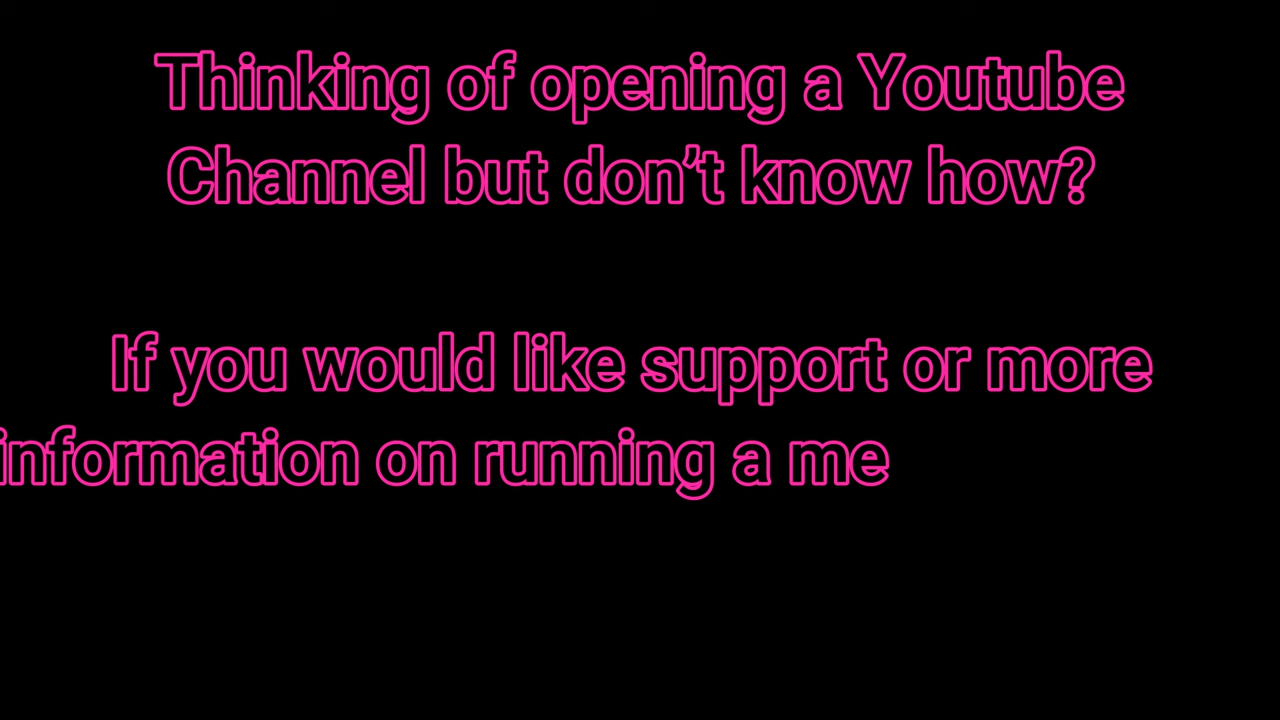 Thinking of opening a Youtube
Channel but don’t know how?
If you would like support or more
information on running a me